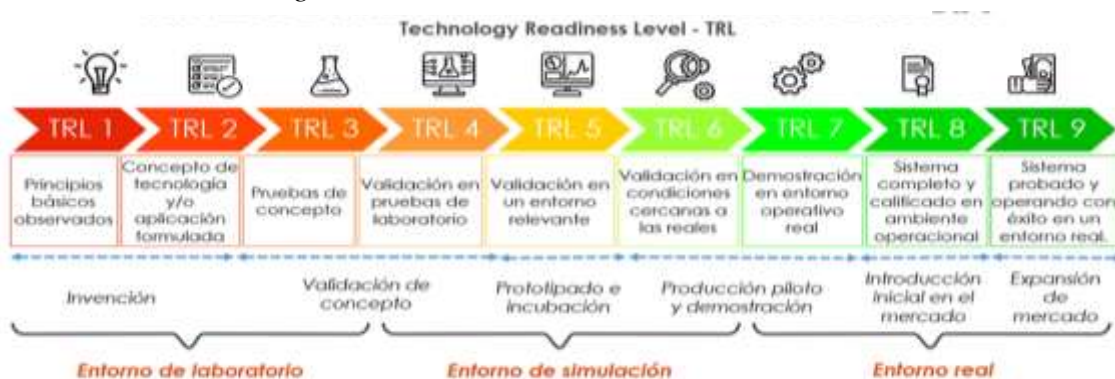 Technology Readiness Level - TRL
TRL 1
TRL 2
TRL 3
TRL 4
TRL 5
TRL 6
TRL 7
TRL 8
TRL 9
Principios
básicos
observados
Concepto de
tecnología
y/o
aplicación
formulada
Pruebas de
concepto
Validación en
pruebas de
laboratorio
Validación en
un entorno
relevante
Validación en
condiciones
cercanas a
las reales
Demostración
en entorno
operativo
real
Sistema
completo y
calificado en
ambiente
operacional
Sistema
probado y
operando con
éxito en un
entorno real.
Invención
Validación de
concepto
Prototipado e
incubación
Producción piloto
y demostración
Introducción
inicial en el
mercado
Expansión
de
mercado
Entorno de laboratorio
Entorno de simulación
Entorno real